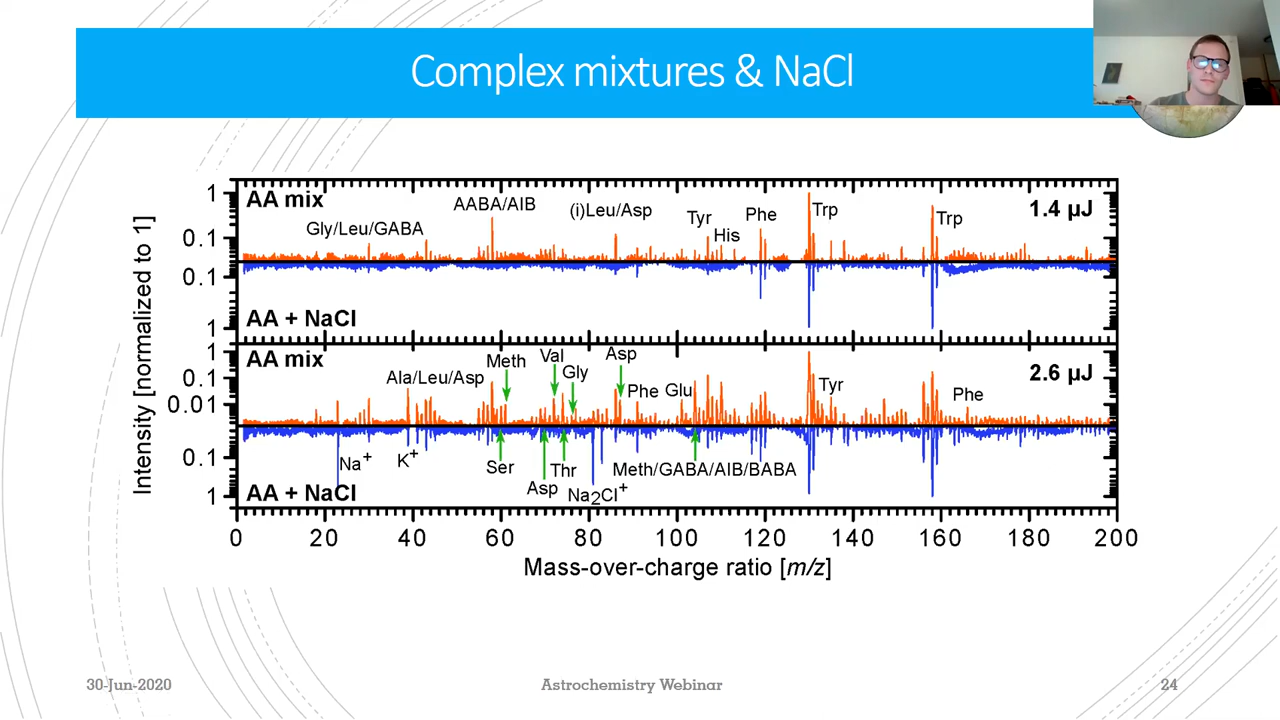 Complex mixtures & NaCl
Intensity [normalized to 1]
AA mix
1.4 µJ
AABA/AIB
(i)Leu/Asp
Gly/Leu/GABA
Tyr
His
Phe
Trp
Trp
1
0.1
0.1
1
AA + NaCl
AA mix
2.6 µJ
Meth
Val
Gly
Asp
Ala/Leu/Asp
Phe
Glu
Tyr
Phe
1
0.1
0.01
0.1
1
Na+
K+
Ser
Asp
Thr
Na2Cl+
Meth/GABA/AIB/BABA
AA + NaCl
0 20 40 60 80 100 120 140 160 180 200
Mass-over-charge ratio [m/z]
30-Jun-2020
Astrochemistry Webinar
24